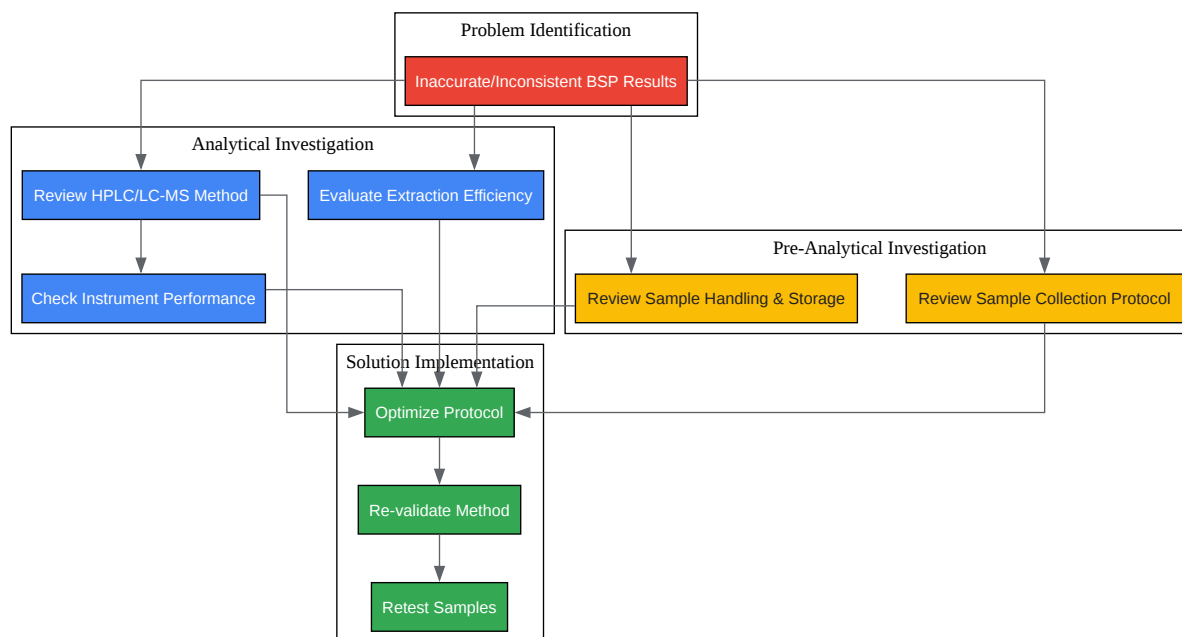 Problem Identification
Inaccurate/Inconsistent BSP Results
Analytical Investigation
Review HPLC/LC-MS Method
Evaluate Extraction Efficiency
Check Instrument Performance
Pre-Analytical Investigation
Review Sample Handling & Storage
Review Sample Collection Protocol
Solution Implementation
Optimize Protocol
Re-validate Method
Retest Samples